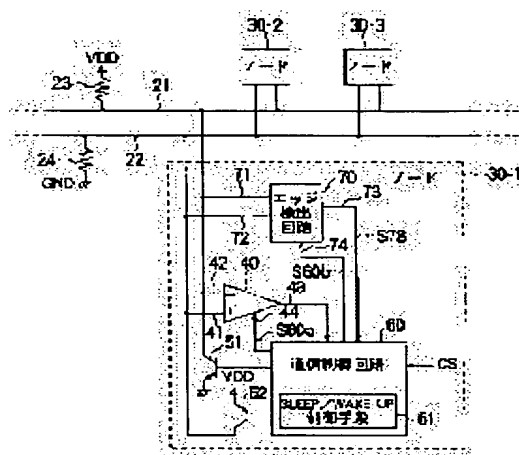 30-2
30-3
VDD
ノード
ノード
23
21
24
22
GND
71
70
ノード
30-1
エッジ
検出
回路
73
72
74
S73
S60b
42
40
43
44
41
S60a
60
51
VDD
通信制御回路
CS
52
SLEEP/WAKE UP
制御手段
61